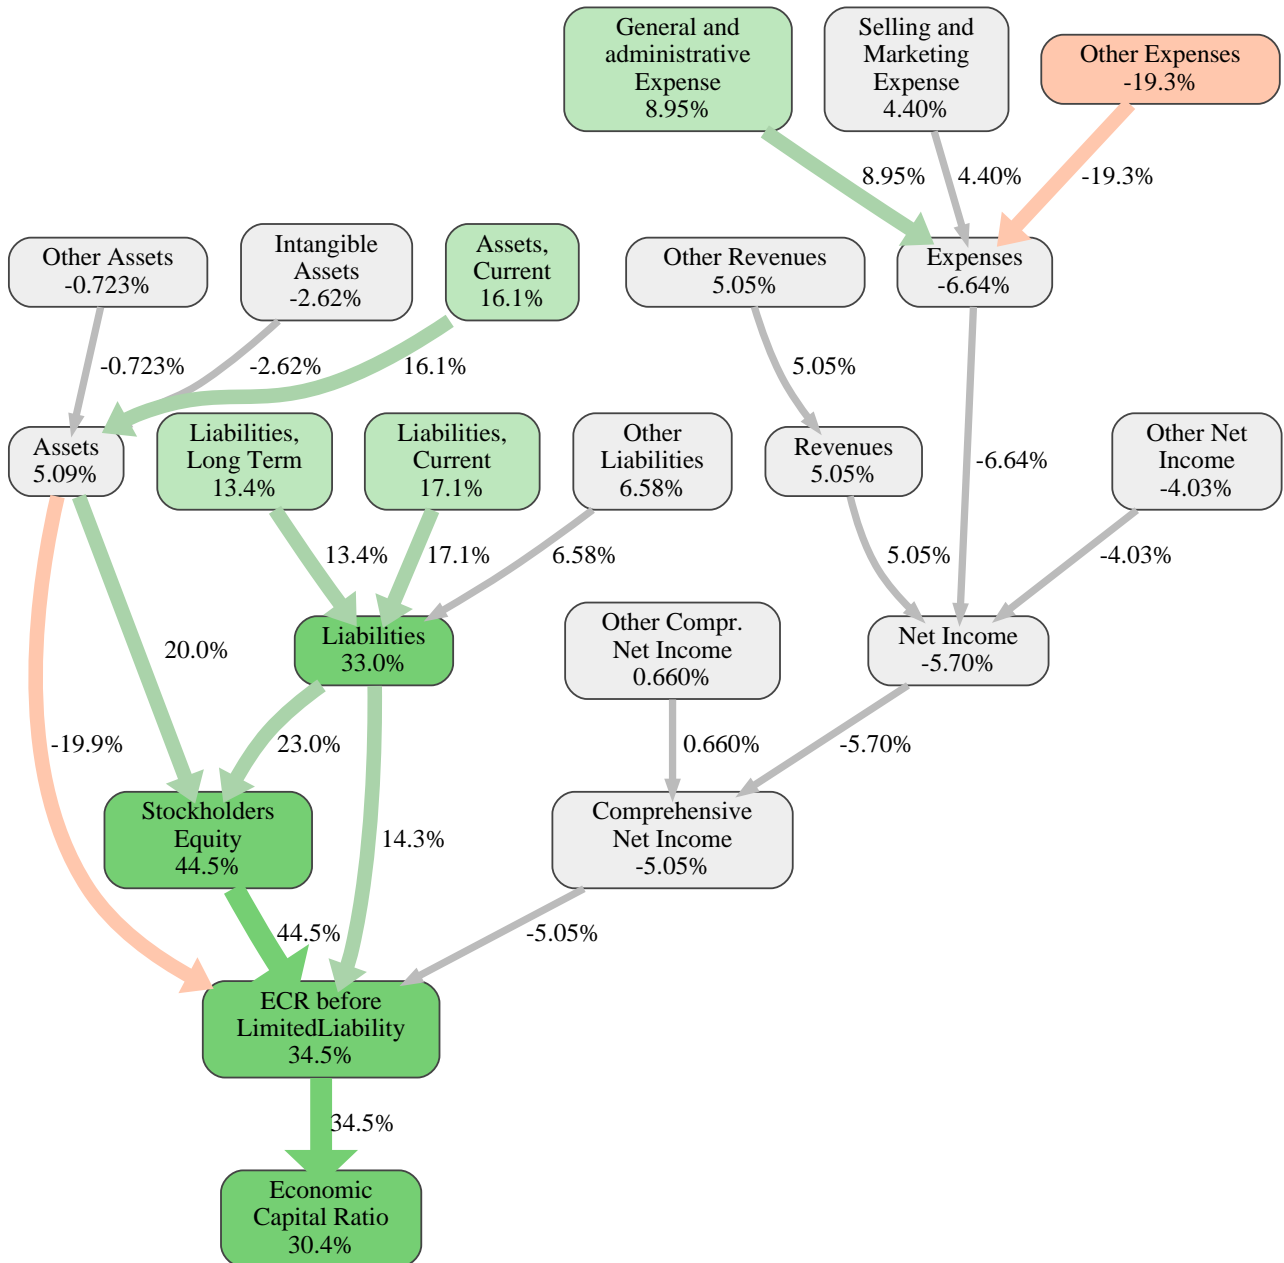 General and
administrative
Expense
8.95%
Selling and
Marketing
Expense
4.40%
Other Expenses
-19.3%
8.95%
4.40%
-19.3%
Other Assets
-0.723%
Intangible
Assets
-2.62%
Assets,
Current
16.1%
Other Revenues
5.05%
Expenses
-6.64%
-0.723%
-2.62%
16.1%
5.05%
-6.64%
Assets
5.09%
Liabilities,
Long Term
13.4%
Liabilities,
Current
17.1%
Other
Liabilities
6.58%
Revenues
5.05%
Other Net
Income
-4.03%
13.4%
17.1%
6.58%
5.05%
-4.03%
20.0%
Liabilities
33.0%
Other Compr.
Net Income
0.660%
Net Income
-5.70%
-19.9%
23.0%
0.660%
-5.70%
Stockholders
Equity
44.5%
14.3%
Comprehensive
Net Income
-5.05%
44.5%
-5.05%
ECR before
LimitedLiability
34.5%
34.5%
Economic
Capital Ratio
30.4%